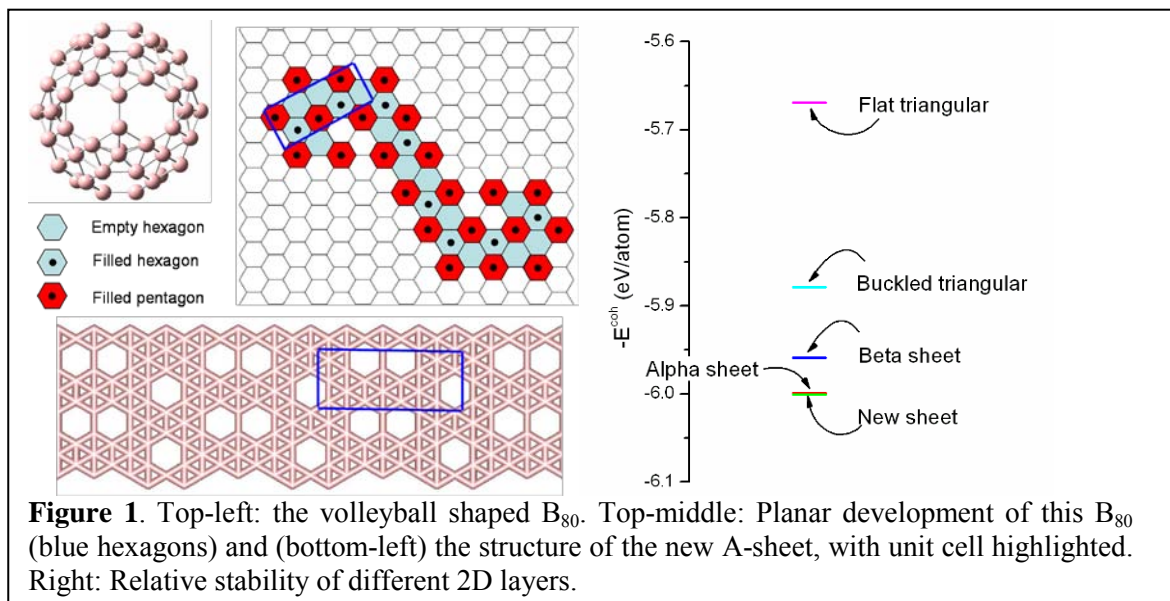 Empty hexagon
Filled hexagon
Filled pentagon
-5.6
-5.7
-5.8
-5.9
-6.0
-6.1
-E^coh (eV/atom)
Flat triangular
Buckled triangular
Beta sheet
Alpha sheet
New sheet
Figure 1. Top-left: the volleyball shaped B₈₀. Top-middle: Planar development of this B₈₀
(blue hexagons) and (bottom-left) the structure of the new A-sheet, with unit cell highlighted.
Right: Relative stability of different 2D layers.